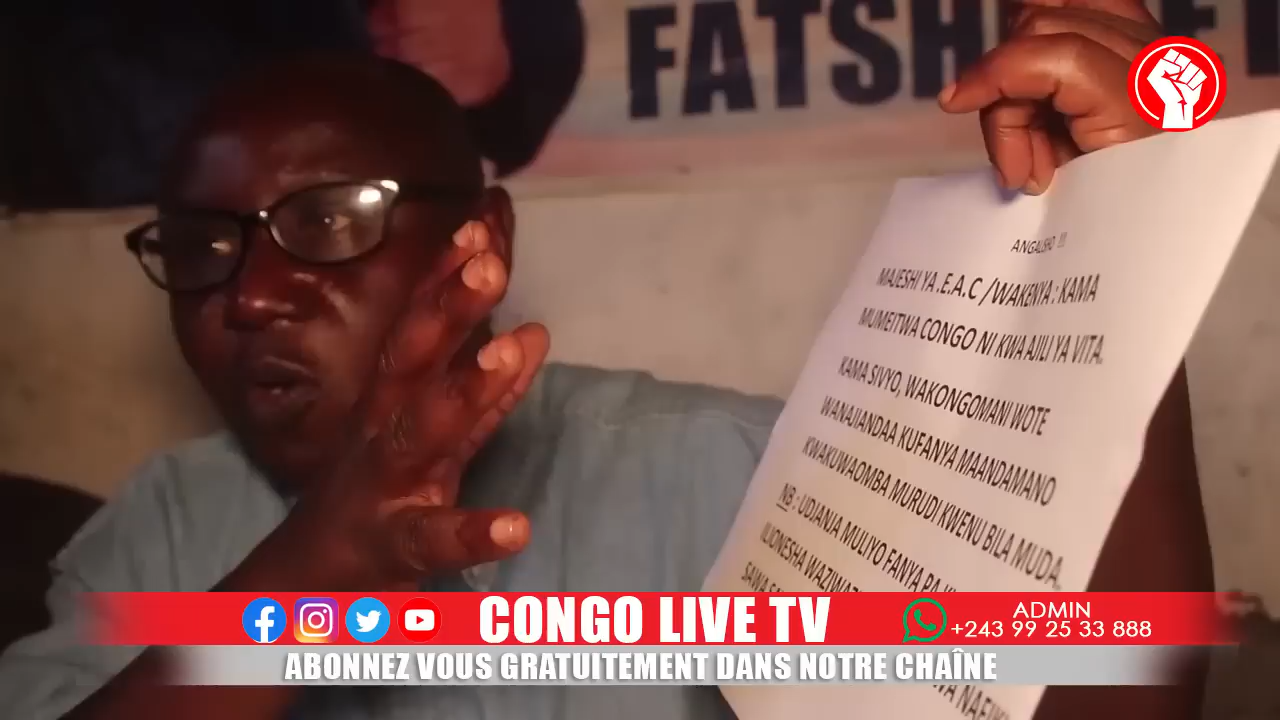 FATSH
ANGALISHO !!!
MAJESHI YA .E.A.C /WAKENYA : KAMA
MUMEITWA CONGO NI KWA AJILI YA VITA.
KAMA SIVYO, WAKONGOMANI WOTE
WANAJIANDAA KUFANYA MAANDAMANO
KWAKUWAOMBA MURUDI KWENU BILA MUDA.
NB : UDJANJA MULIYO FANYA
ILIONESHA
SAWA
CONGO LIVE TV
ADMIN
+243 99 25 33 888
ABONNEZ VOUS GRATUITEMENT DANS NOTRE CHAÎNE